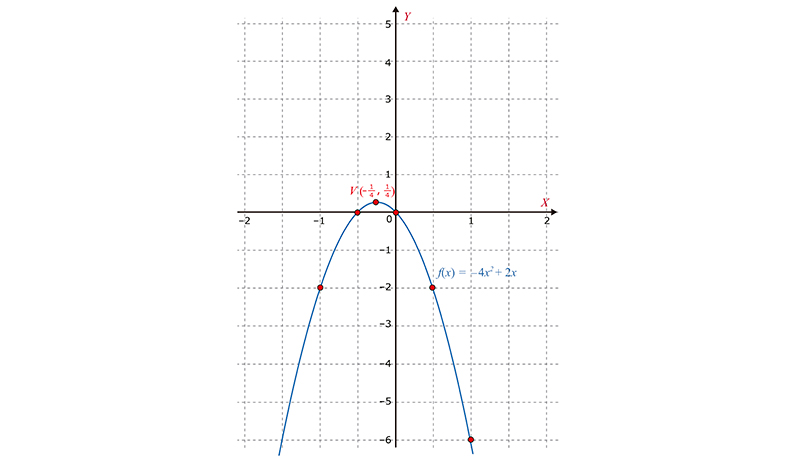 Y
5
4
3
2
1
V (-1/4, 1/4)
X
-2 -1 0 1 2
-1
f(x) = -4x² + 2x
-2
-3
-4
-5
-6